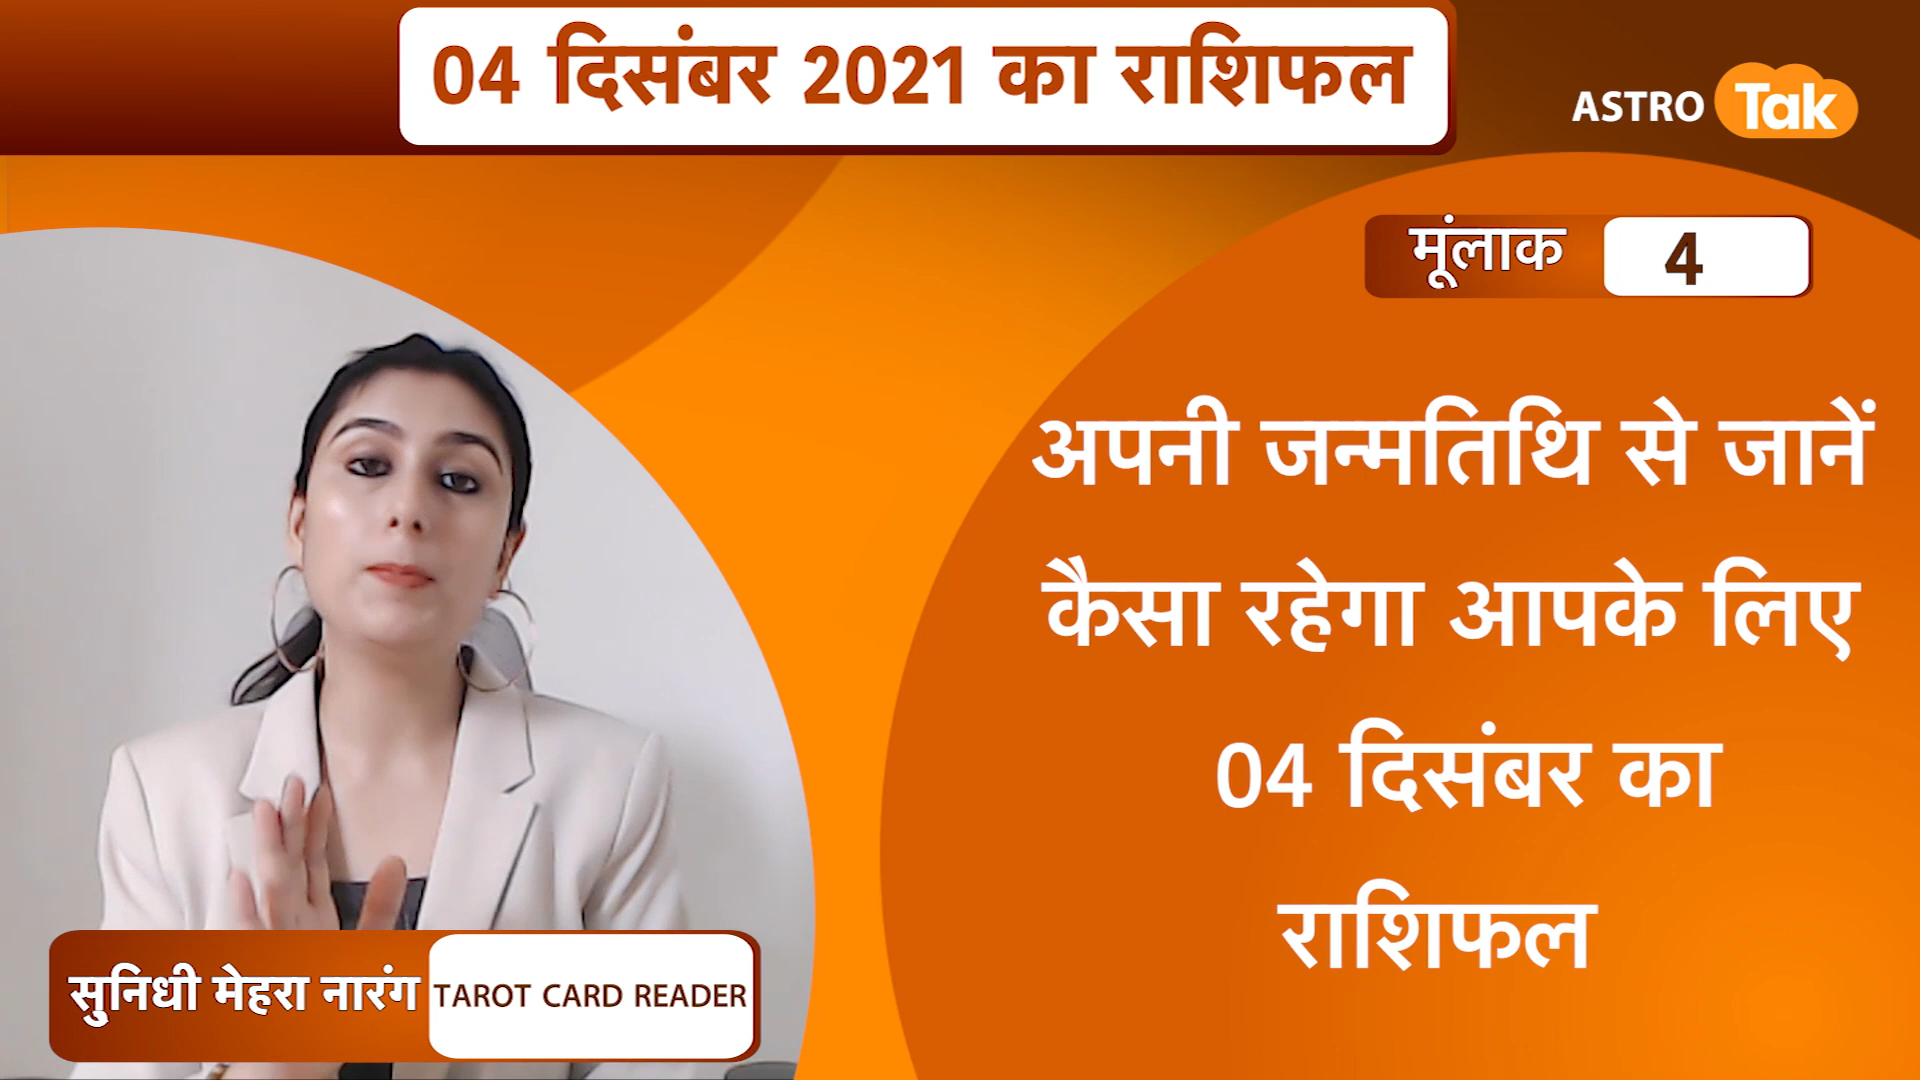 04 दिसंबर 2021 का राशिफल
ASTRO Tak
मूंलाक 4
अपनी जन्मतिथि से जानें
कैसा रहेगा आपके लिए
04 दिसंबर का
राशिफल
सुनिधी मेहरा नारंग TAROT CARD READER